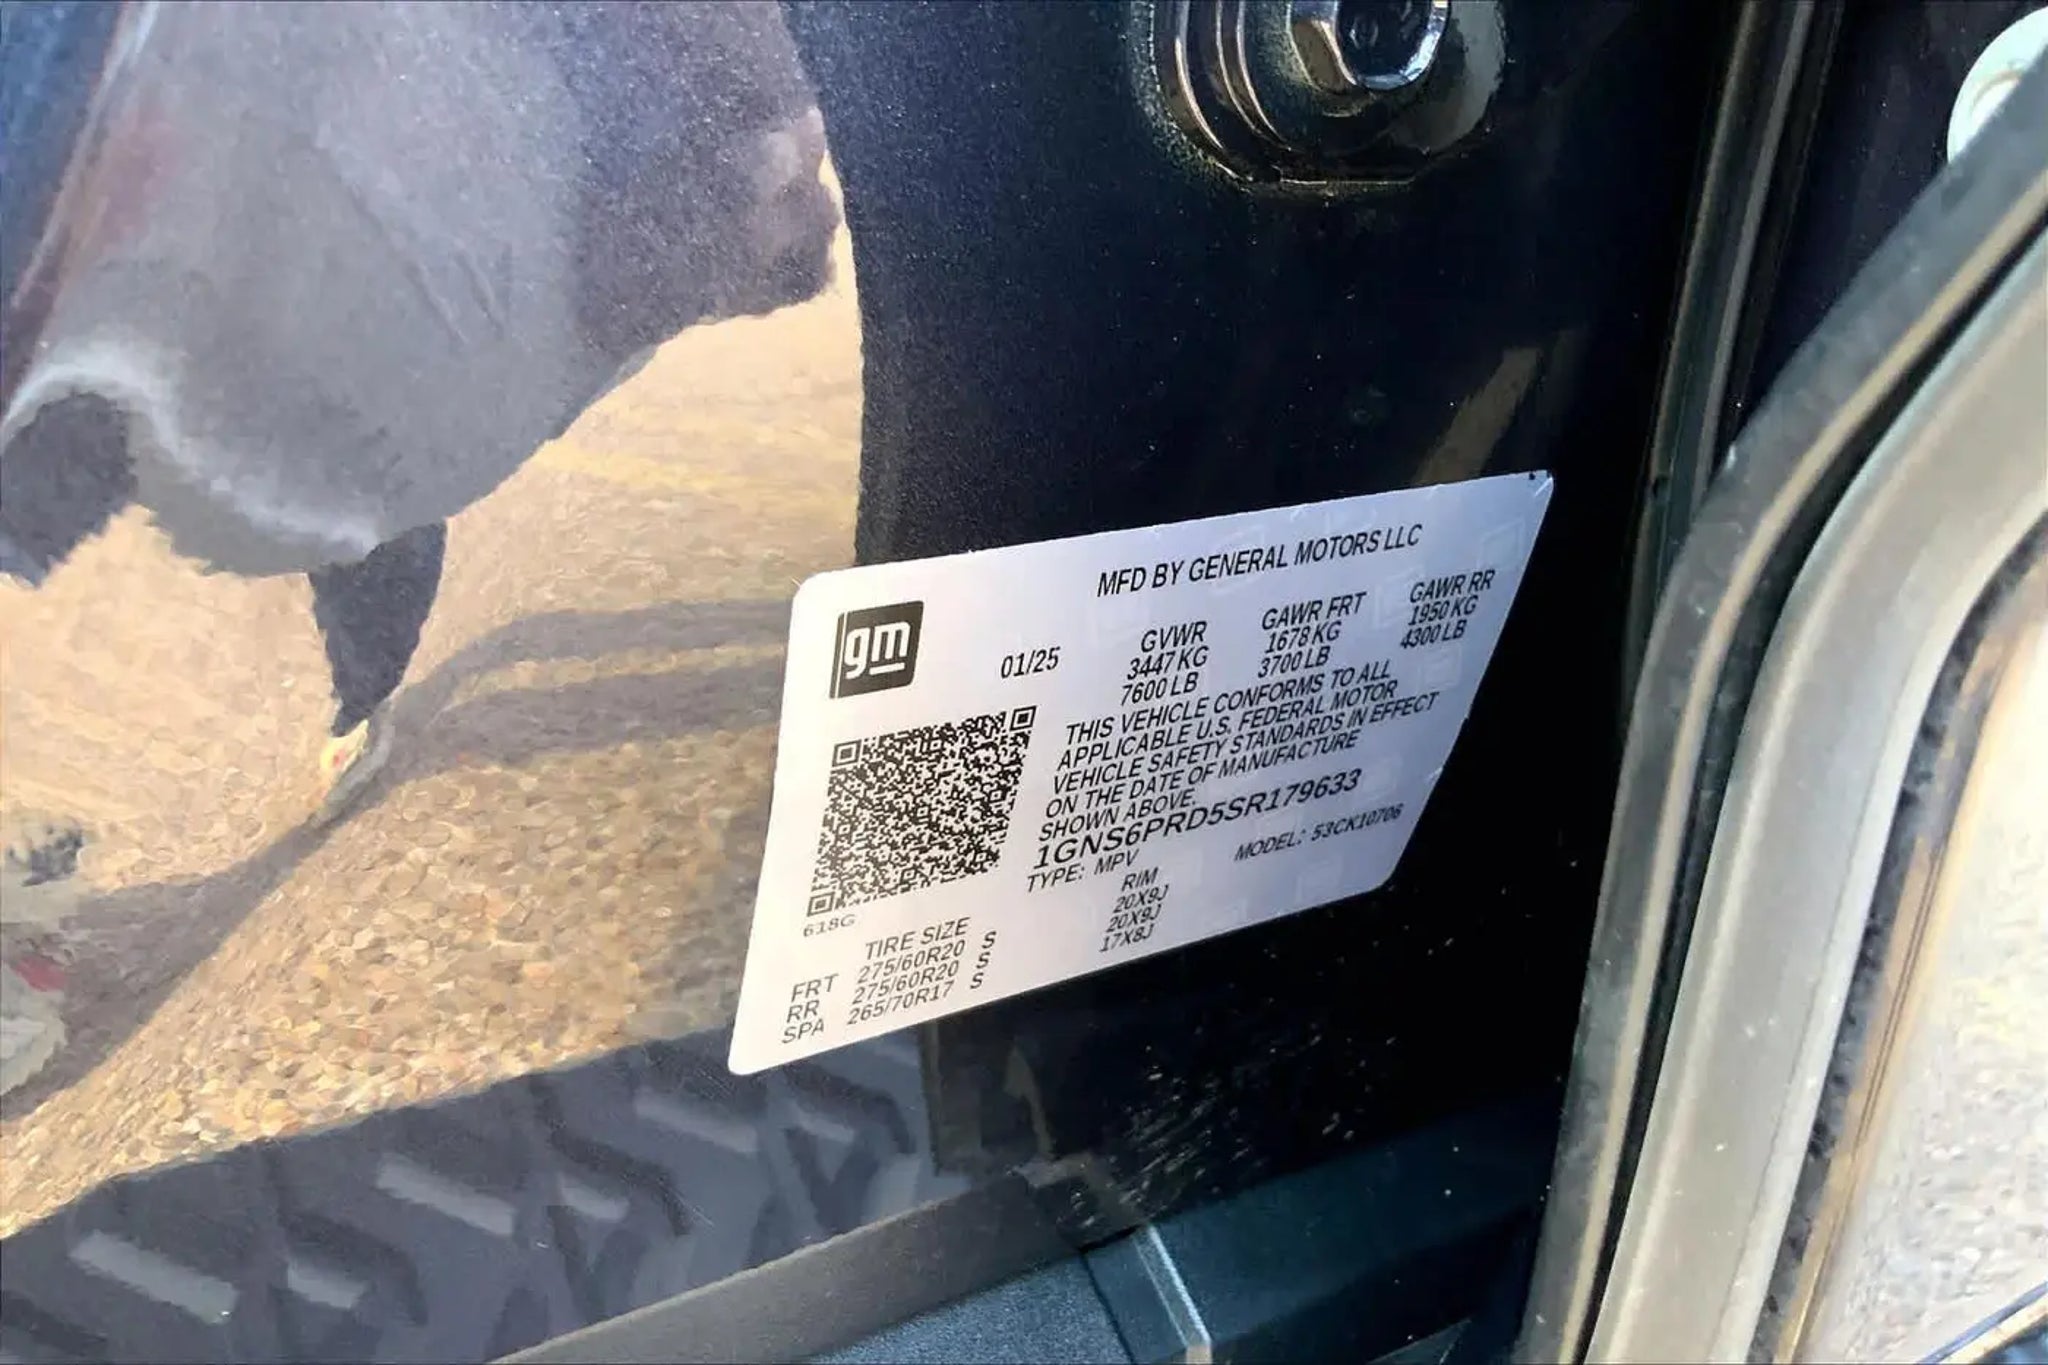 MFD BY GENERAL MOTORS LLC
gm
01/25
GVWR
3447 KG
7600 LB
GAWR FRT
1678 KG
3700 LB
GAWR RR
1950 KG
4300 LB
THIS VEHICLE CONFORMS TO ALL
APPLICABLE U.S. FEDERAL MOTOR
VEHICLE SAFETY STANDARDS IN EFFECT
ON THE DATE OF MANUFACTURE
SHOWN ABOVE.
1GNS6PRD5SR179633
TYPE: MPV
MODEL: 53CK10706
618G
TIRE SIZE RIM
FRT 275/60R20 S 20X9J
RR 275/60R20 S 20X9J
SPA 265/70R17 S 17X8J